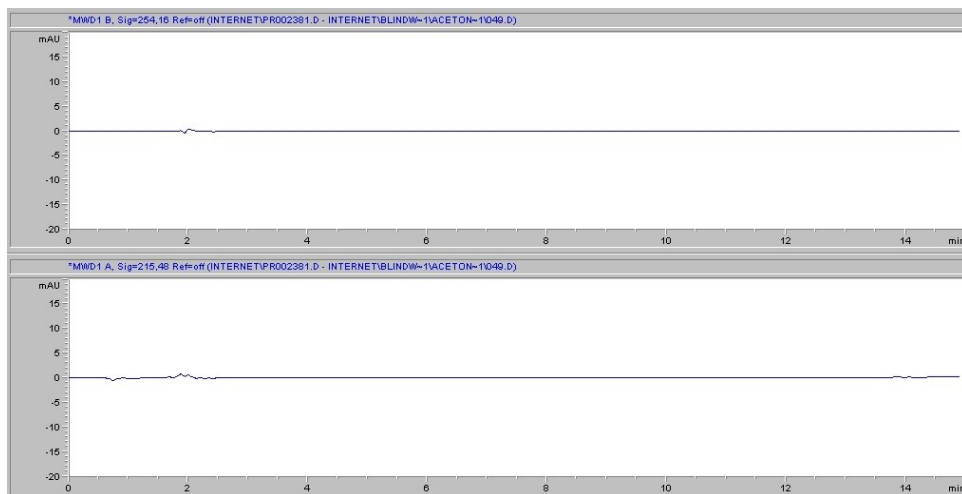 *MWD1 B, Sig=254,16 Ref=off (INTERNET\PR002381.D - INTERNET\BLINDW~1\ACETON~1\049.D)
mAU
15
10
5
0
-5
-10
-15
-20
0 2 4 6 8 10 12 14 min
*MWD1 A, Sig=215,48 Ref=off (INTERNET\PR002381.D - INTERNET\BLINDW~1\ACETON~1\049.D)
mAU
15
10
5
0
-5
-10
-15
-20
0 2 4 6 8 10 12 14 min